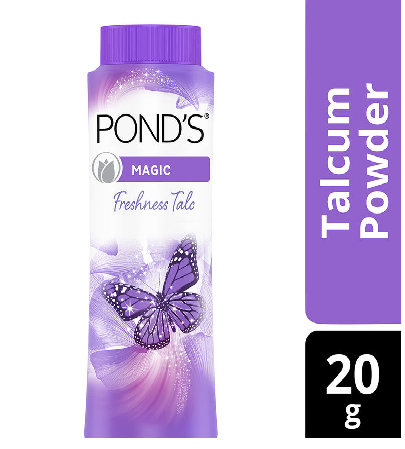 POND'S®
MAGIC
Freshness Talc
Talcum
Powder
20
g